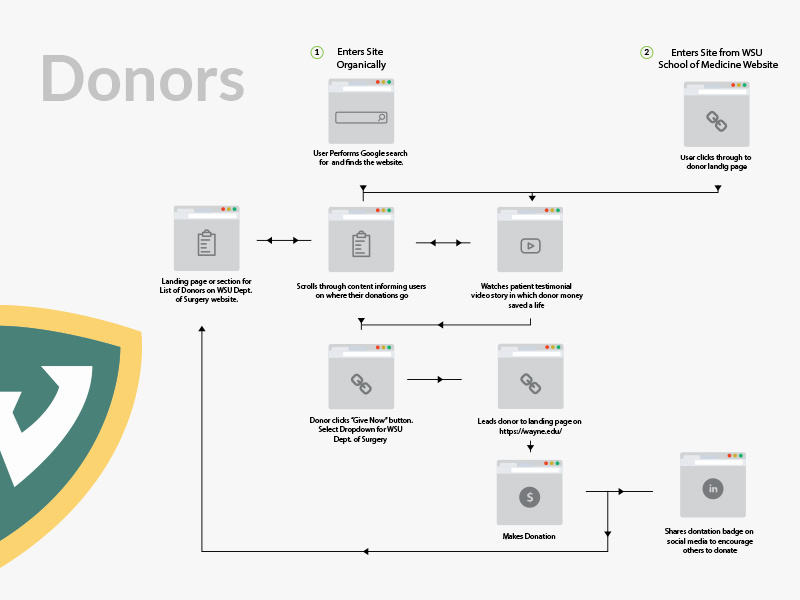 Donors
1
Enters Site
Organically
2
Enters Site from WSU
School of Medicine Website
User Performs Google search
for and finds the website.
User clicks through to
donor landig page
Landing page or section for
List of Donors on WSU Dept.
of Surgery website.
Scrolls through content informing users
on where their donations go
Watches patient testimonial
video story in which donor money
saved a life
Donor clicks “Give Now” button.
Select Dropdown for WSU
Dept. of Surgery
Leads donor to landing page on
https://wayne.edu/
$
Makes Donation
in
Shares dontation badge on
social media to encourage
others to donate